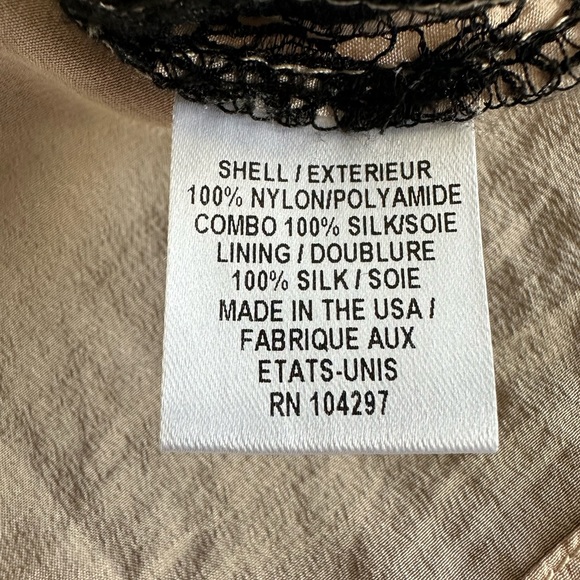 SHELL / EXTERIEUR
100% NYLON/POLYAMIDE
COMBO 100% SILK/SOIE
LINING / DOUBLURE
100% SILK / SOIE
MADE IN THE USA /
FABRIQUE AUX
ETATS-UNIS
RN 104297